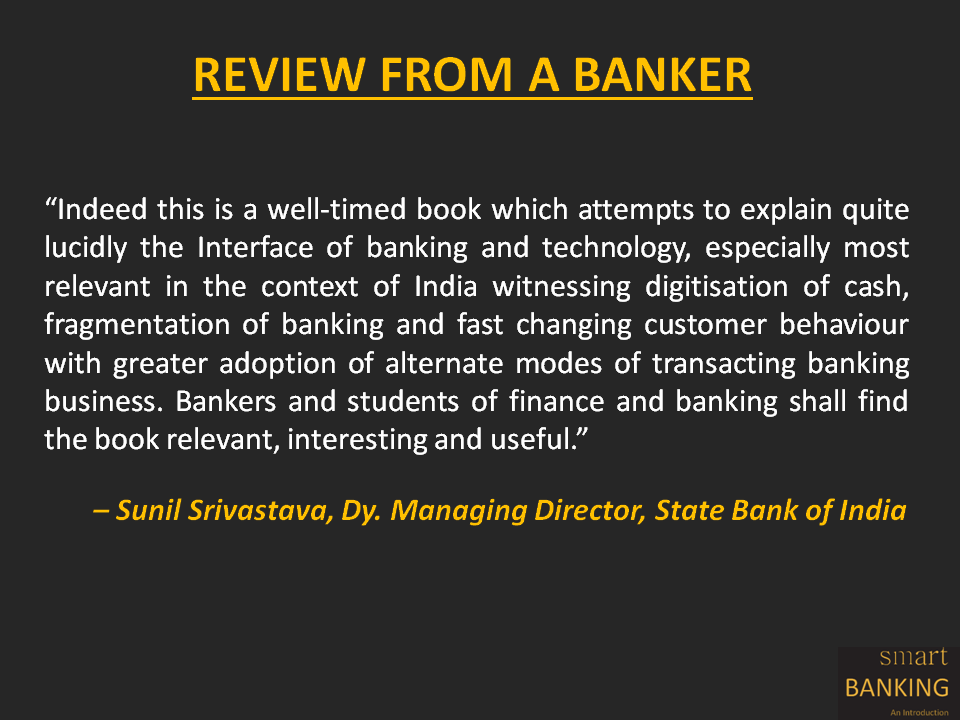 REVIEW FROM A BANKER
“Indeed this is a well-timed book which attempts to explain quite
lucidly the Interface of banking and technology, especially most
relevant in the context of India witnessing digitisation of cash,
fragmentation of banking and fast changing customer behaviour
with greater adoption of alternate modes of transacting banking
business. Bankers and students of finance and banking shall find
the book relevant, interesting and useful.”
– Sunil Srivastava, Dy. Managing Director, State Bank of India
smart
BANKING
An Introduction